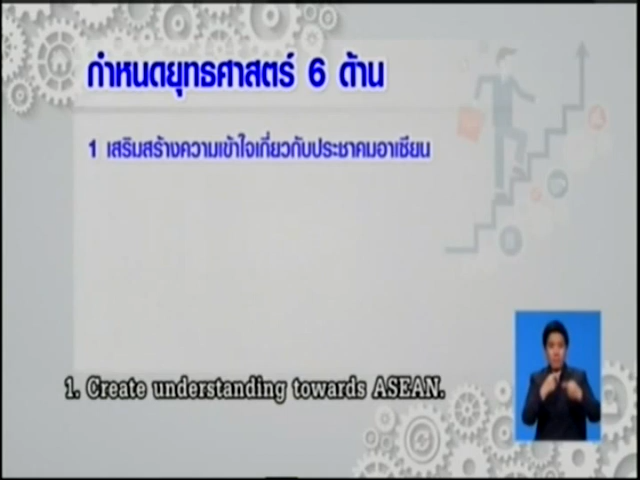 กำหนดยุทธศาสตร์ 6 ด้าน
1 เสริมสร้างความเข้าใจเกี่ยวกับประชาคมอาเซียน
1. Create understanding towards ASEAN.